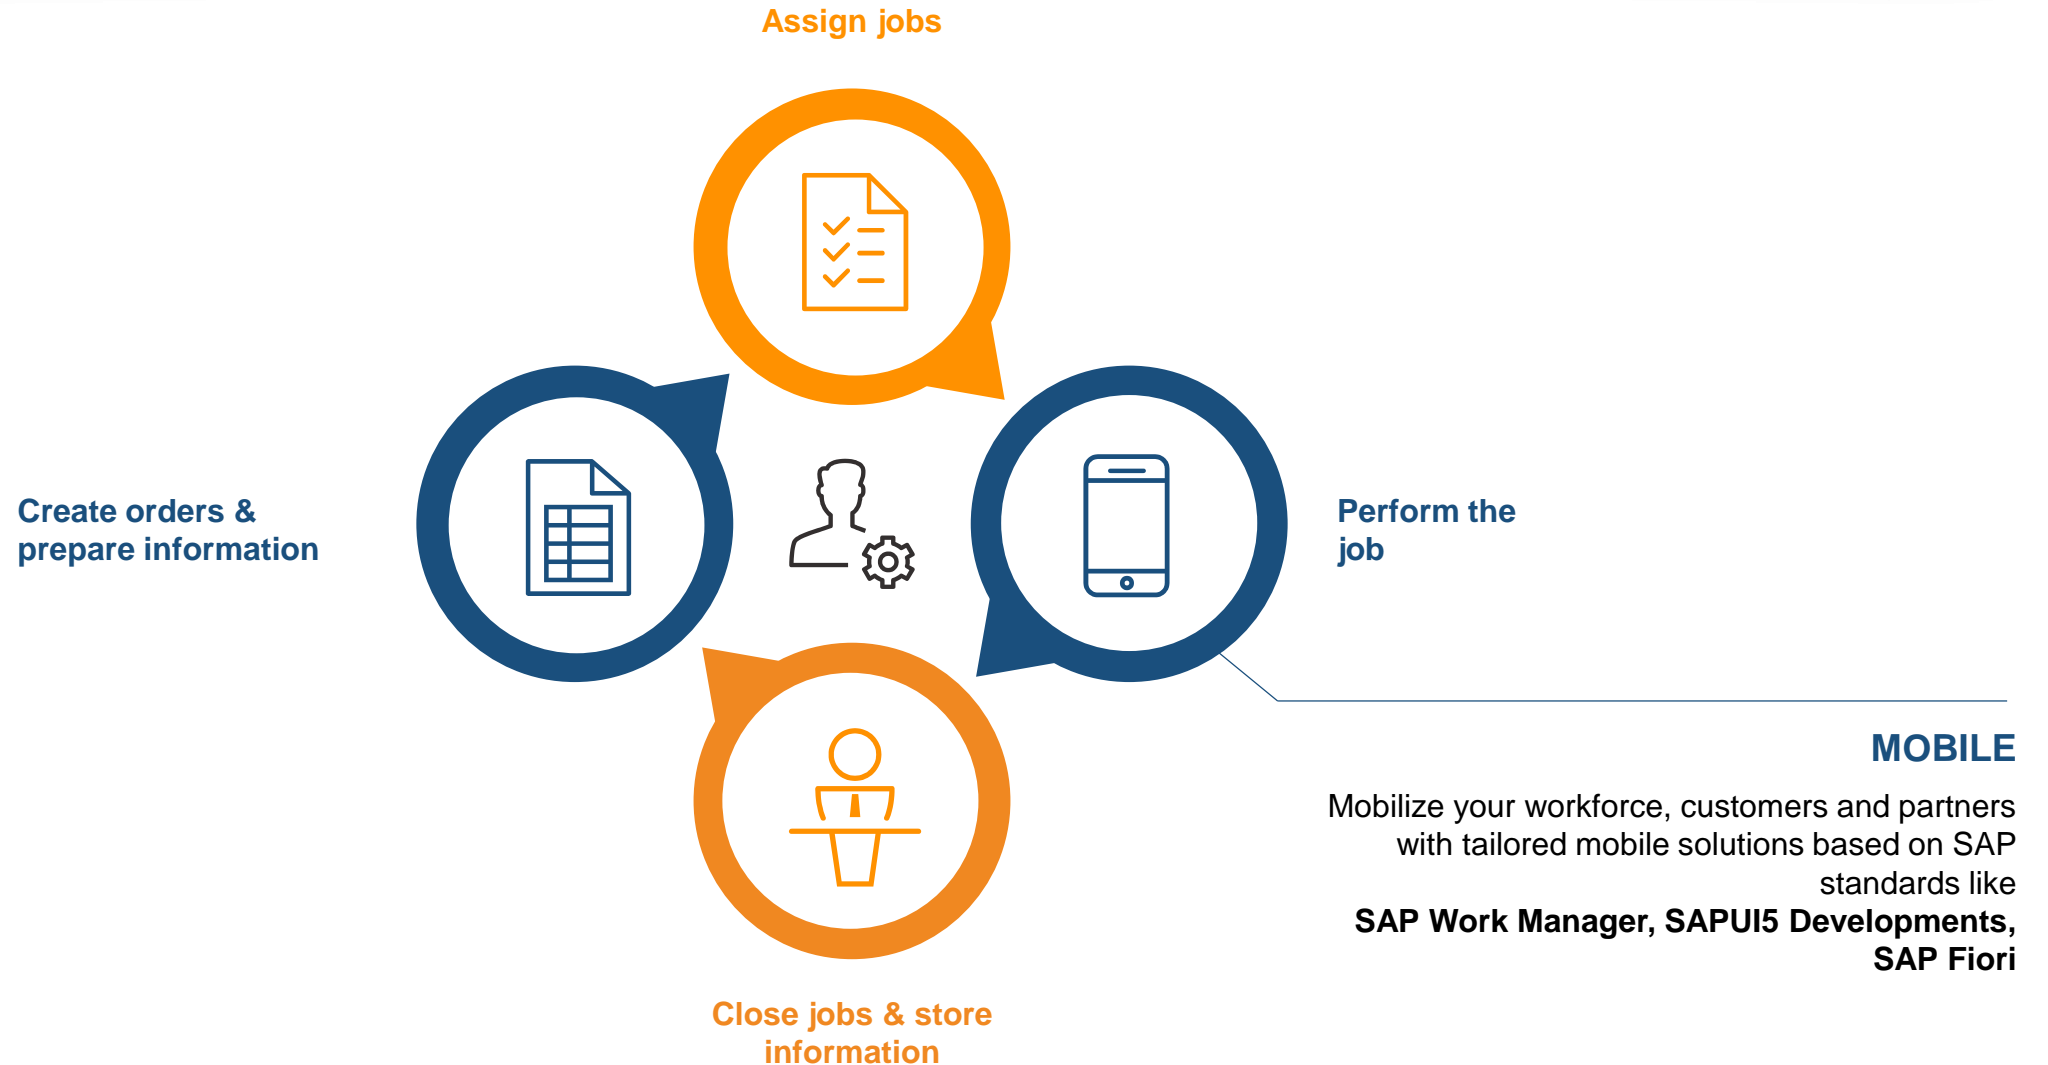 Assign jobs
Create orders &
prepare information
Perform the
job
MOBILE
Mobilize your workforce, customers and partners
with tailored mobile solutions based on SAP
standards like
SAP Work Manager, SAPUI5 Developments,
SAP Fiori
Close jobs & store
information